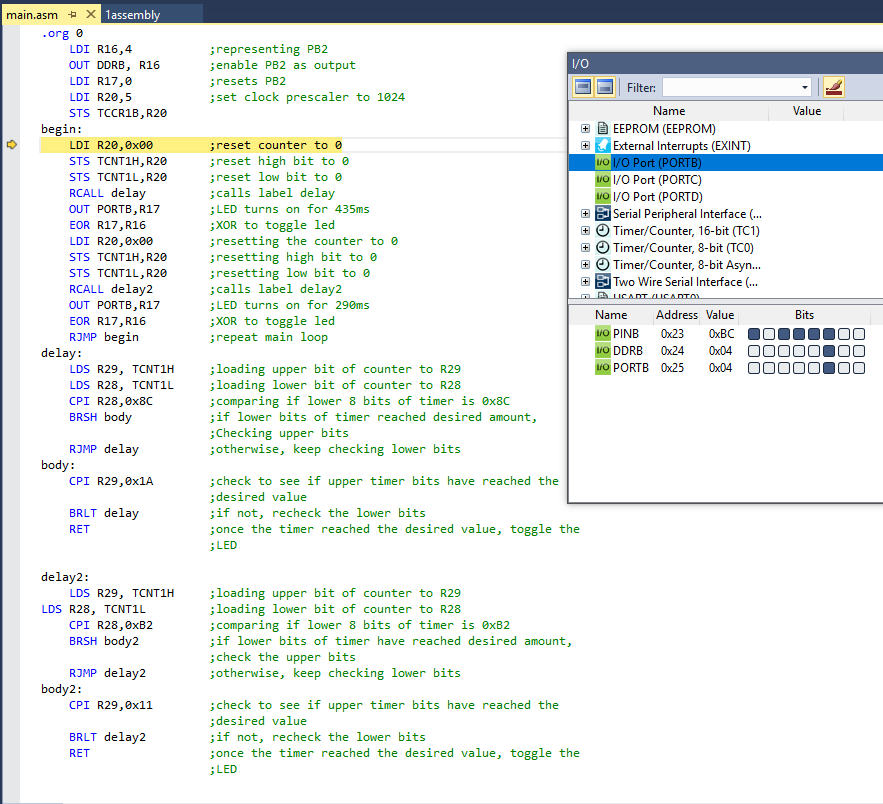 main.asm 1assembly
.org 0
LDI R16,4 ;representing PB2
OUT DDRB, R16 ;enable PB2 as output
LDI R17,0 ;resets PB2
LDI R20,5 ;set clock prescaler to 1024
STS TCCR1B,R20
begin:
LDI R20,0x00 ;reset counter to 0
STS TCNT1H,R20 ;reset high bit to 0
STS TCNT1L,R20 ;reset low bit to 0
RCALL delay ;calls label delay
OUT PORTB,R17 ;LED turns on for 435ms
EOR R17,R16 ;XOR to toggle led
LDI R20,0x00 ;resetting the counter to 0
STS TCNT1H,R20 ;resetting high bit to 0
STS TCNT1L,R20 ;resetting low bit to 0
RCALL delay2 ;calls label delay2
OUT PORTB,R17 ;LED turns on for 290ms
EOR R17,R16 ;XOR to toggle led
RJMP begin ;repeat main loop
delay:
LDS R29, TCNT1H ;loading upper bit of counter to R29
LDS R28, TCNT1L ;loading lower bit of counter to R28
CPI R28,0x8C ;comparing if lower 8 bits of timer is 0x8C
BRSH body ;if lower bits of timer reached desired amount,
;Checking upper bits
RJMP delay ;otherwise, keep checking lower bits
body:
CPI R29,0x1A ;check to see if upper timer bits have reached the
;desired value
BRLT delay ;if not, recheck the lower bits
RET ;once the timer reached the desired value, toggle the
;LED
delay2:
LDS R29, TCNT1H ;loading upper bit of counter to R29
LDS R28, TCNT1L ;loading lower bit of counter to R28
CPI R28,0xB2 ;comparing if lower 8 bits of timer is 0xB2
BRSH body2 ;if lower bits of timer have reached desired amount,
;check the upper bits
RJMP delay2 ;otherwise, keep checking lower bits
body2:
CPI R29,0x11 ;check to see if upper timer bits have reached the
;desired value
BRLT delay2 ;if not, recheck the lower bits
RET ;once the timer reached the desired value, toggle the
;LED
I/O
Filter:
Name Value
EEPROM (EEPROM)
External Interrupts (EXINT)
I/O I/O Port (PORTB)
I/O I/O Port (PORTC)
I/O I/O Port (PORTD)
Serial Peripheral Interface (...
Timer/Counter, 16-bit (TC1)
Timer/Counter, 8-bit (TC0)
Timer/Counter, 8-bit Asyn...
Two Wire Serial Interface (...
USART (USART0)
Name Address Value Bits
I/O PINB 0x23 0xBC
I/O DDRB 0x24 0x04
I/O PORTB 0x25 0x04